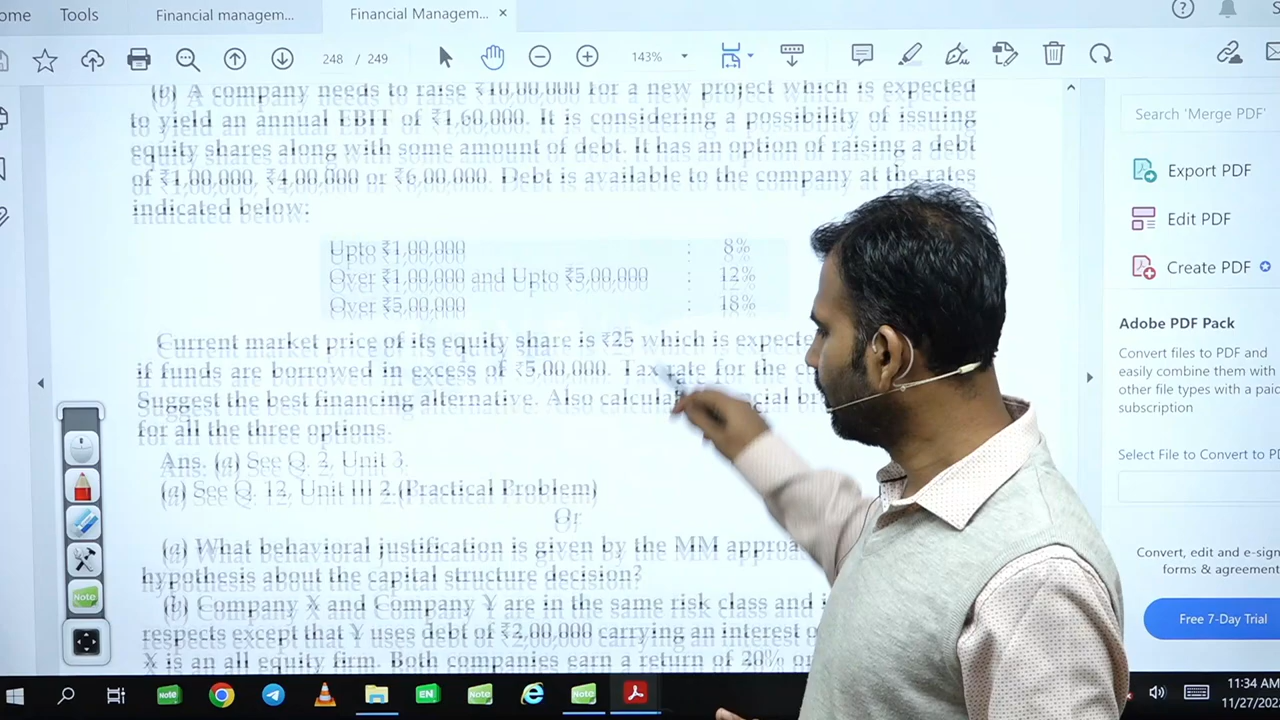 ome Tools Financial managem... Financial Managem... ×
248 / 249 143%
(b) A company needs to raise ₹10,00,000 for a new project which is expected
to yield an annual EBIT of ₹1,60,000. It is considering a possibility of issuing
equity shares along with some amount of debt. It has an option of raising a debt
of ₹1,00,000, ₹4,00,000 or ₹6,00,000. Debt is available to the company at the rates
indicated below:
Upto ₹1,00,000 : 8%
Over ₹1,00,000 and Upto ₹5,00,000 : 12%
Over ₹5,00,000 : 18%
Current market price of its equity share is ₹25 which is expecte
if funds are borrowed in excess of ₹5,00,000. Tax rate for the co
Suggest the best financing alternative. Also calcula cial br
for all the three options.
Ans. (a) See Q. 2, Unit 3.
(a) See Q. 12, Unit III 2.(Practical Problem)
Or
(a) What behavioral justification is given by the MM approa
hypothesis about the capital structure decision?
(b) Company X and Company Y are in the same risk class and i
respects except that Y uses debt of ₹2,00,000 carrying an interest o
X is an all equity firm. Both companies earn a return of 20% or
Search 'Merge PDF'
Export PDF
Edit PDF
Create PDF
Adobe PDF Pack
Convert files to PDF and
easily combine them with
other file types with a paid
subscription
Select File to Convert to PD
Convert, edit and e-sign
forms & agreement
Free 7-Day Trial
Note
Note EN Note Note
11:34 AM
11/27/202